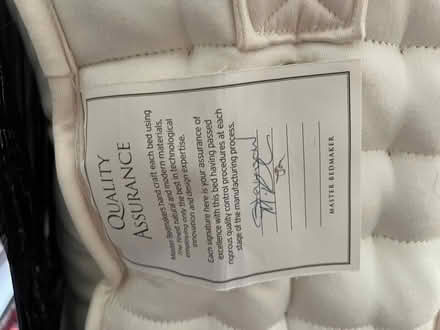 QUALITY
ASSURANCE
Master Bedmakers hand craft each bed using
the finest natural and modern materials,
employing only the best in technological
innovation and design expertise.
Each signature here is your assurance of
excellence with this bed having passed
rigorous quality control procedures at each
stage of the manufacturing process.
MASTER BEDMAKER